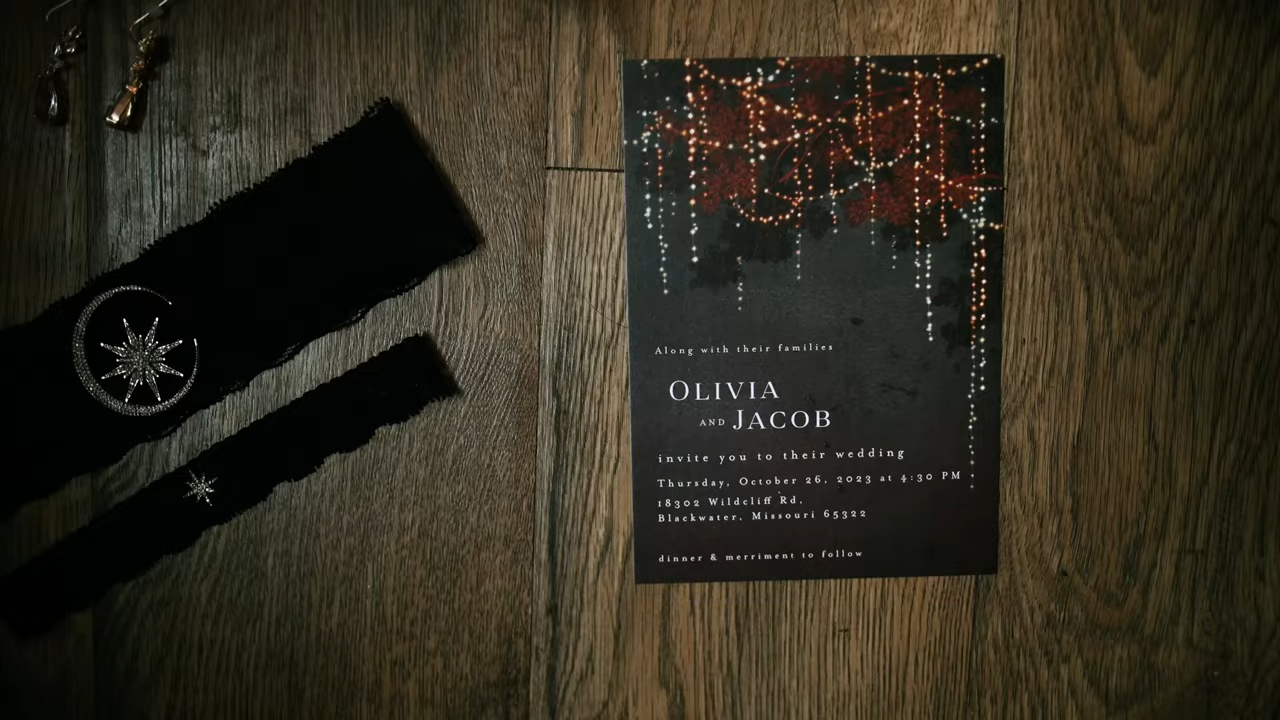 Along with their families
OLIVIA
AND JACOB
invite you to their wedding
Thursday, October 26, 2023 at 4:30 PM
18302 Wildcliff Rd,
Blackwater, Missouri 65322
dinner & merriment to follow